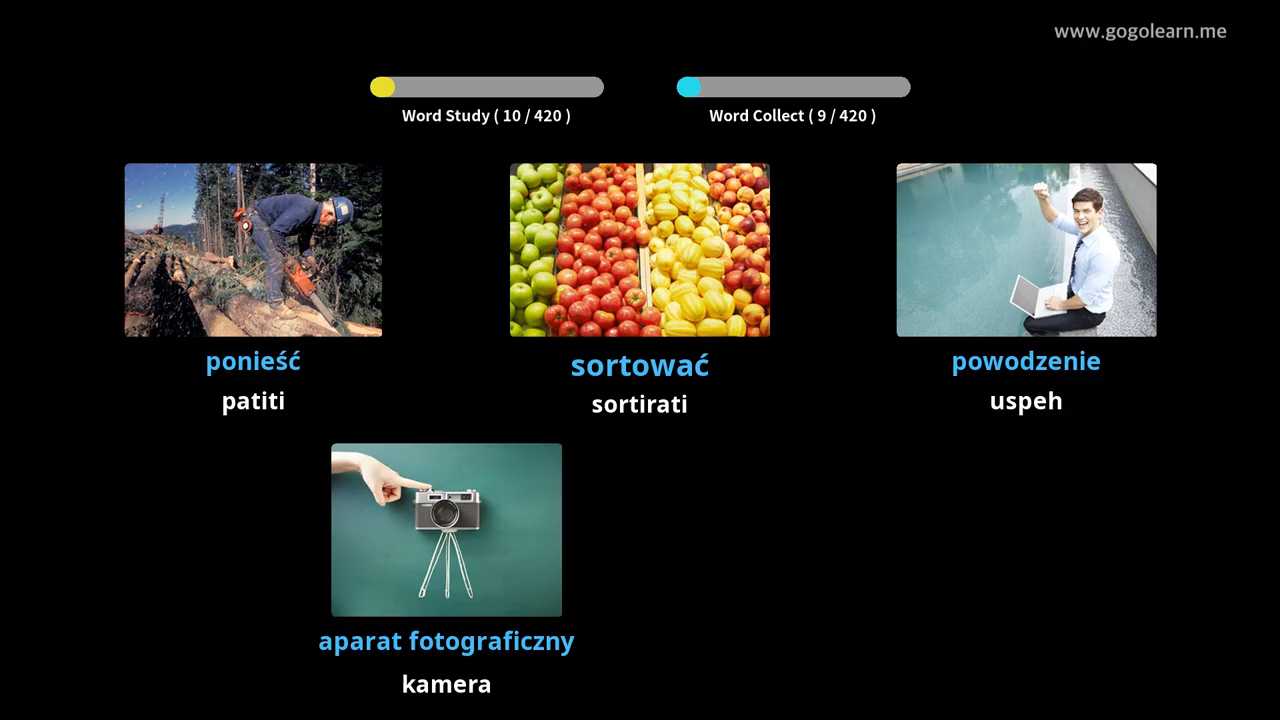 www.gogolearn.me
Word Study ( 10 / 420 )
Word Collect ( 9 / 420 )
ponieść
patiti
sortować
sortirati
powodzenie
uspeh
aparat fotograficzny
kamera